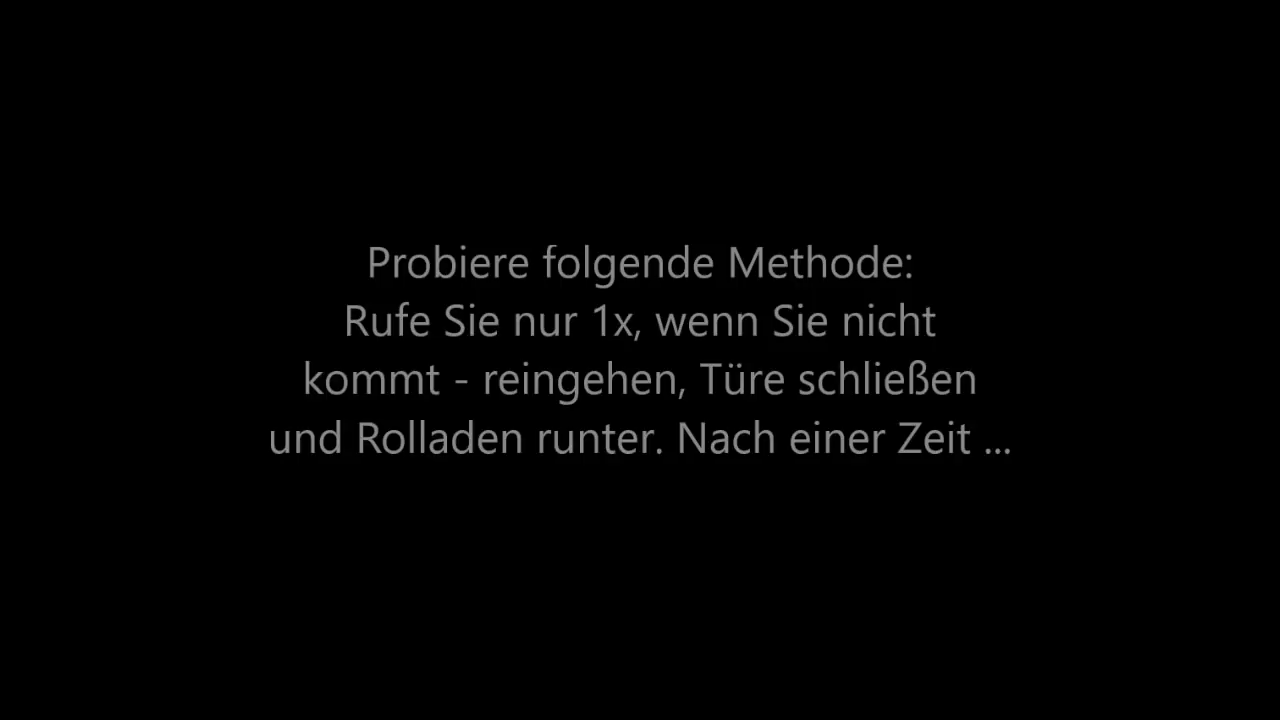 Probiere folgende Methode:
Rufe Sie nur 1x, wenn Sie nicht
kommt - reingehen, Türe schließen
und Rolladen runter. Nach einer Zeit ...